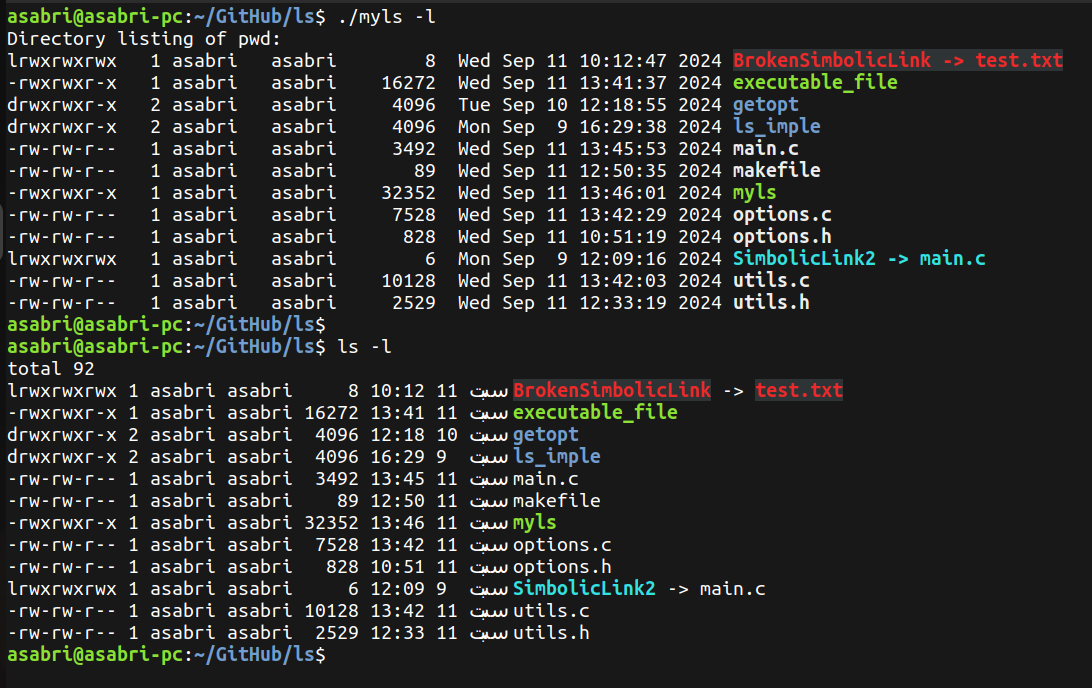 asabri@asabri-pc:~/GitHub/ls$ ./myls -l
Directory listing of pwd:
lrwxrwxrwx   1 asabri   asabri        8  Wed Sep 11 10:12:47 2024 BrokenSimbolicLink -> test.txt
-rwxrwxr-x   1 asabri   asabri    16272  Wed Sep 11 13:41:37 2024 executable_file
drwxrwxr-x   2 asabri   asabri     4096  Tue Sep 10 12:18:55 2024 getopt
drwxrwxr-x   2 asabri   asabri     4096  Mon Sep  9 16:29:38 2024 ls_imple
-rw-rw-r--   1 asabri   asabri     3492  Wed Sep 11 13:45:53 2024 main.c
-rw-rw-r--   1 asabri   asabri       89  Wed Sep 11 12:50:35 2024 makefile
-rwxrwxr-x   1 asabri   asabri    32352  Wed Sep 11 13:46:01 2024 myls
-rw-rw-r--   1 asabri   asabri     7528  Wed Sep 11 13:42:29 2024 options.c
-rw-rw-r--   1 asabri   asabri      828  Wed Sep 11 10:51:19 2024 options.h
lrwxrwxrwx   1 asabri   asabri        6  Mon Sep  9 12:09:16 2024 SimbolicLink2 -> main.c
-rw-rw-r--   1 asabri   asabri    10128  Wed Sep 11 13:42:03 2024 utils.c
-rw-rw-r--   1 asabri   asabri     2529  Wed Sep 11 12:33:19 2024 utils.h
asabri@asabri-pc:~/GitHub/ls$
asabri@asabri-pc:~/GitHub/ls$ ls -l
total 92
lrwxrwxrwx 1 asabri asabri     8 10:12 11 سبت BrokenSimbolicLink -> test.txt
-rwxrwxr-x 1 asabri asabri 16272 13:41 11 سبت executable_file
drwxrwxr-x 2 asabri asabri  4096 12:18 10 سبت getopt
drwxrwxr-x 2 asabri asabri  4096 16:29 9  سبت ls_imple
-rw-rw-r-- 1 asabri asabri  3492 13:45 11 سبت main.c
-rw-rw-r-- 1 asabri asabri    89 12:50 11 سبت makefile
-rwxrwxr-x 1 asabri asabri 32352 13:46 11 سبت myls
-rw-rw-r-- 1 asabri asabri  7528 13:42 11 سبت options.c
-rw-rw-r-- 1 asabri asabri   828 10:51 11 سبت options.h
lrwxrwxrwx 1 asabri asabri     6 12:09 9  سبت SimbolicLink2 -> main.c
-rw-rw-r-- 1 asabri asabri 10128 13:42 11 سبت utils.c
-rw-rw-r-- 1 asabri asabri  2529 12:33 11 سبت utils.h
asabri@asabri-pc:~/GitHub/ls$